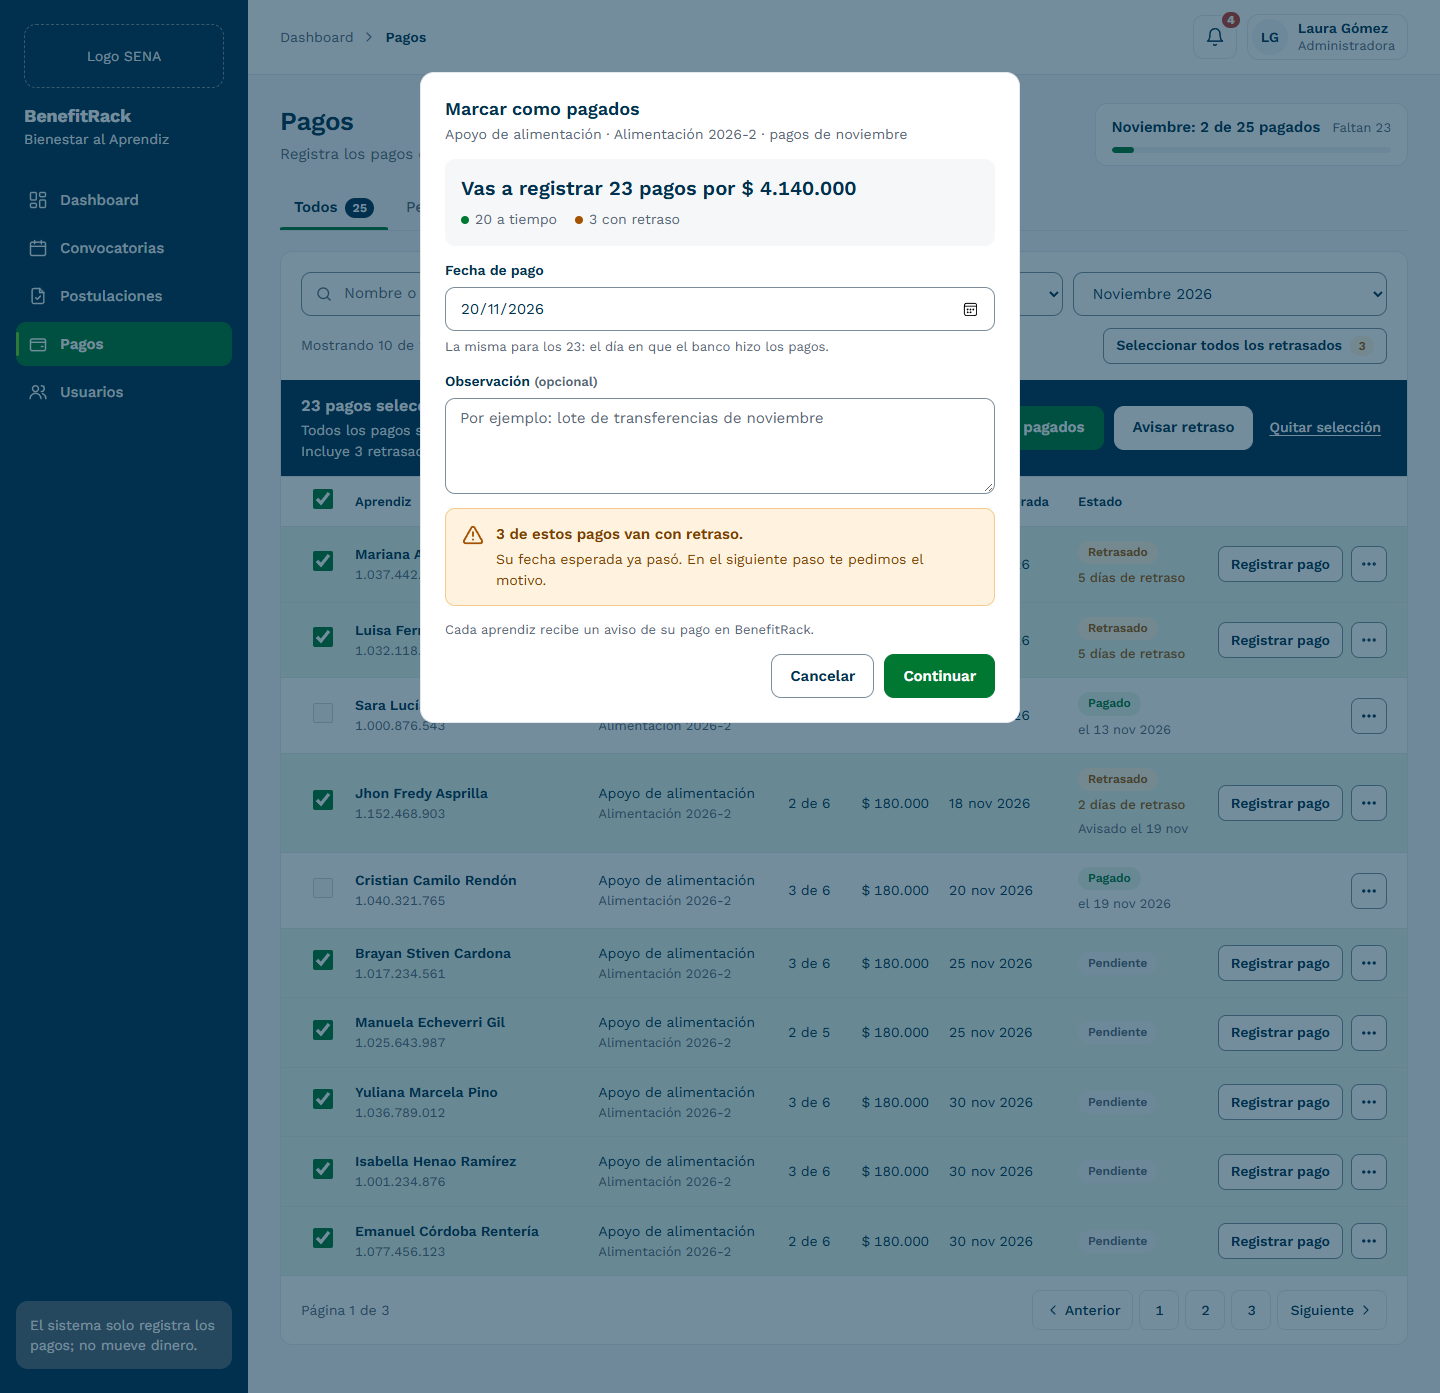 Logo SENA
BenefitRack
Bienestar al Aprendiz
Dashboard
Convocatorias
Postulaciones
Pagos
Usuarios
El sistema solo registra los
pagos; no mueve dinero.
Dashboard > Pagos
4
LG
Laura Gómez
Administradora
Pagos
Registra los pagos
Noviembre: 2 de 25 pagados Faltan 23
Todos 25
Nombre o
Noviembre 2026
Mostrando 10 de
Seleccionar todos los retrasados 3
23 pagos
Todos los pagos
Incluye 3
pagados
Avisar retraso
Quitar selección
Marcar como pagados
Apoyo de alimentación · Alimentación 2026-2 · pagos de noviembre
Vas a registrar 23 pagos por $ 4.140.000
20 a tiempo 3 con retraso
Fecha de pago
20/11/2026
La misma para los 23: el día en que el banco hizo los pagos.
Observación (opcional)
Por ejemplo: lote de transferencias de noviembre
3 de estos pagos van con retraso.
Su fecha esperada ya pasó. En el siguiente paso te pedimos el
motivo.
Cada aprendiz recibe un aviso de su pago en BenefitRack.
Cancelar
Continuar
Aprendiz Estado
Mariana
1.037.442.
Retrasado
5 días de retraso
Registrar pago
Luisa
1.032.118.
Retrasado
5 días de retraso
Registrar pago
Sara
1.000.876.543
Alimentación 2026-2
Pagado
el 13 nov 2026
Jhon Fredy Asprilla
1.152.468.903
Apoyo de alimentación
Alimentación 2026-2
2 de 6
$ 180.000
18 nov 2026
Retrasado
2 días de retraso
Avisado el 19 nov
Registrar pago
Cristian Camilo Rendón
1.040.321.765
Apoyo de alimentación
Alimentación 2026-2
3 de 6
$ 180.000
20 nov 2026
Pagado
el 19 nov 2026
Brayan Stiven Cardona
1.017.234.561
Apoyo de alimentación
Alimentación 2026-2
3 de 6
$ 180.000
25 nov 2026
Pendiente
Registrar pago
Manuela Echeverri Gil
1.025.643.987
Apoyo de alimentación
Alimentación 2026-2
2 de 5
$ 180.000
25 nov 2026
Pendiente
Registrar pago
Yuliana Marcela Pino
1.036.789.012
Apoyo de alimentación
Alimentación 2026-2
3 de 6
$ 180.000
30 nov 2026
Pendiente
Registrar pago
Isabella Henao Ramírez
1.001.234.876
Apoyo de alimentación
Alimentación 2026-2
3 de 6
$ 180.000
30 nov 2026
Pendiente
Registrar pago
Emanuel Córdoba Rentería
1.077.456.123
Apoyo de alimentación
Alimentación 2026-2
2 de 6
$ 180.000
30 nov 2026
Pendiente
Registrar pago
Página 1 de 3
Anterior 1 2 3 Siguiente